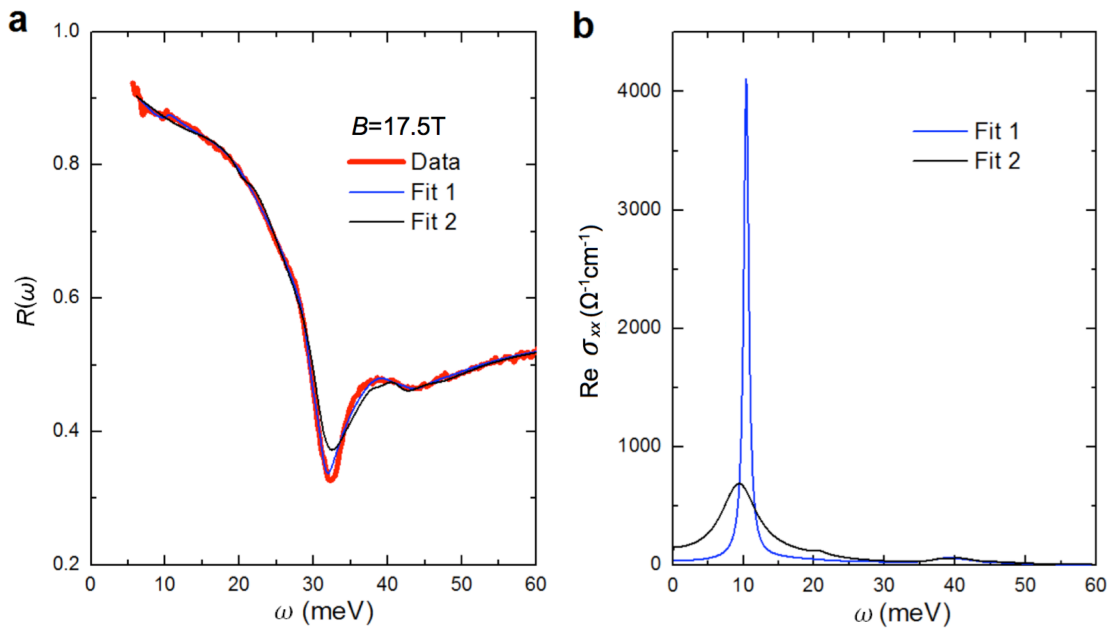 a
1.0
0.8
0.6
0.4
0.2
R(ω)
B=17.5T
Data
Fit 1
Fit 2
0 10 20 30 40 50 60
ω (meV)
b
4000
3000
2000
1000
0
Re σxx (Ω-1cm-1)
Fit 1
Fit 2
0 10 20 30 40 50 60
ω (meV)